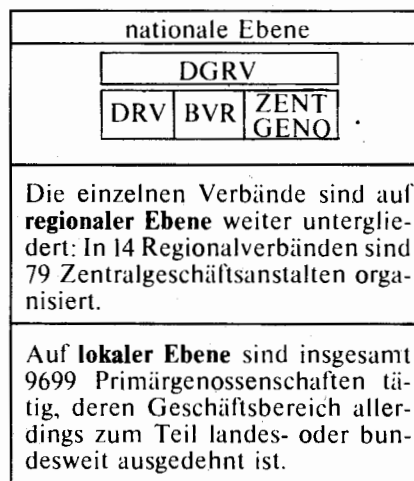 nationale Ebene
DGRV
DRV BVR ZENT
GENO
Die einzelnen Verbände sind auf
regionaler Ebene weiter unterglie-
dert: In 14 Regionalverbänden sind
79 Zentralgeschäftsanstalten orga-
nisiert.
Auf lokaler Ebene sind insgesamt
9699 Primärgenossenschaften tä-
tig, deren Geschäftsbereich aller-
dings zum Teil landes- oder bun-
desweit ausgedehnt ist.